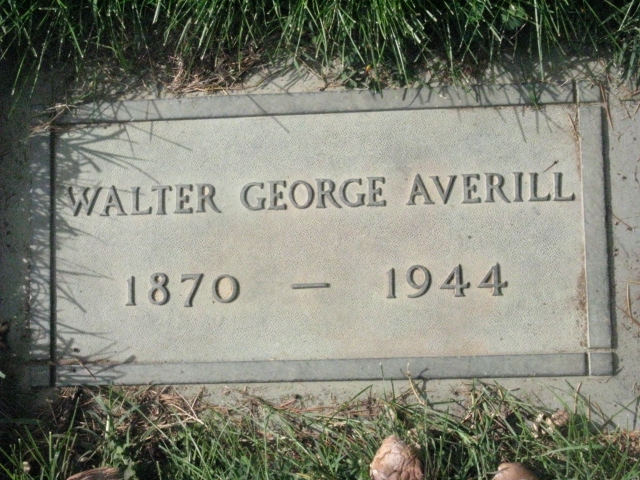 WALTER GEORGE AVERILL
1870 — 1944